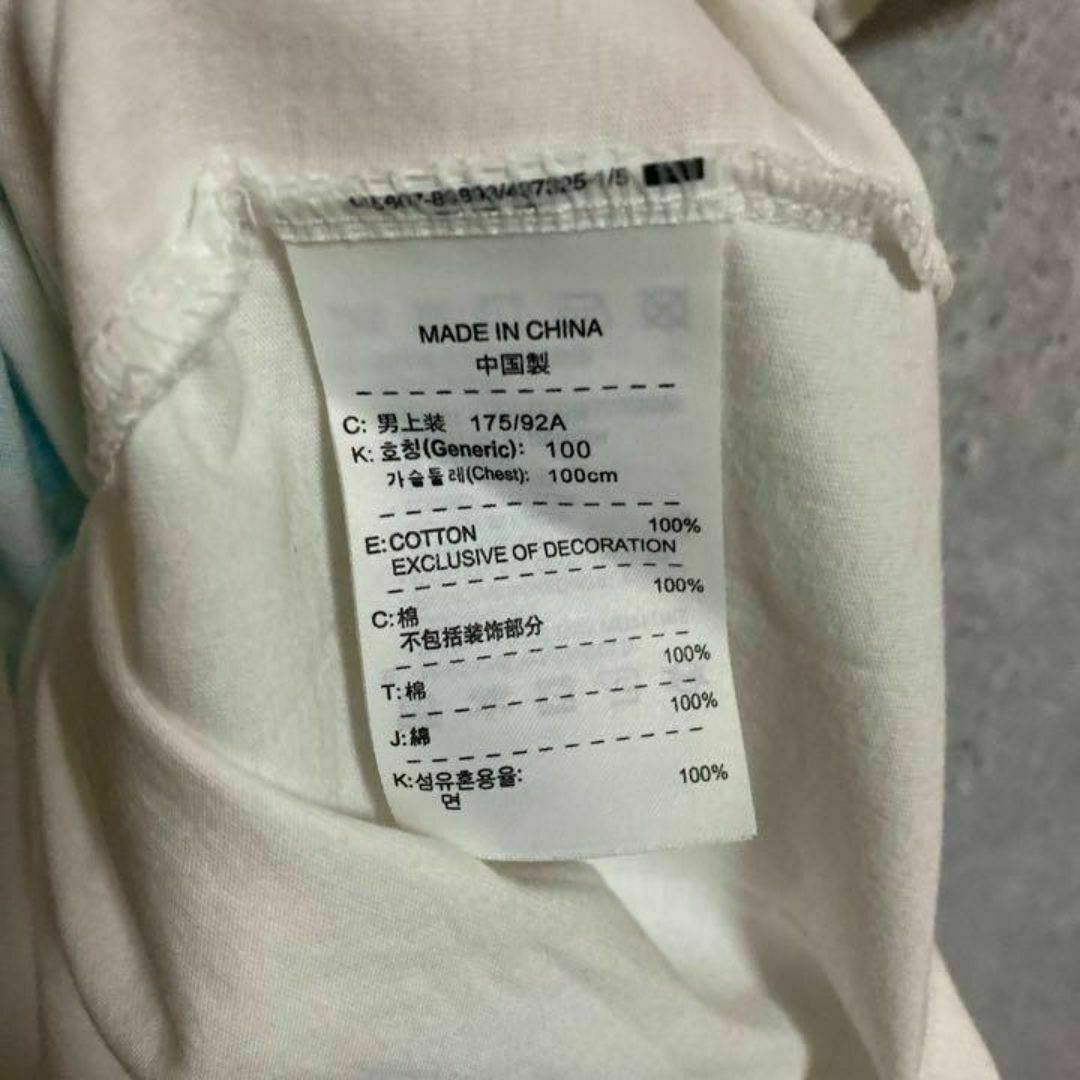 MADE IN CHINA
中国製
C: 男上装 175/92A
K: 호칭(Generic): 100
가슴둘레(Chest): 100cm
E: COTTON 100%
EXCLUSIVE OF DECORATION
C: 棉 100%
不包括装饰部分
T: 棉 100%
J: 綿 100%
K: 섬유혼용율:
면 100%